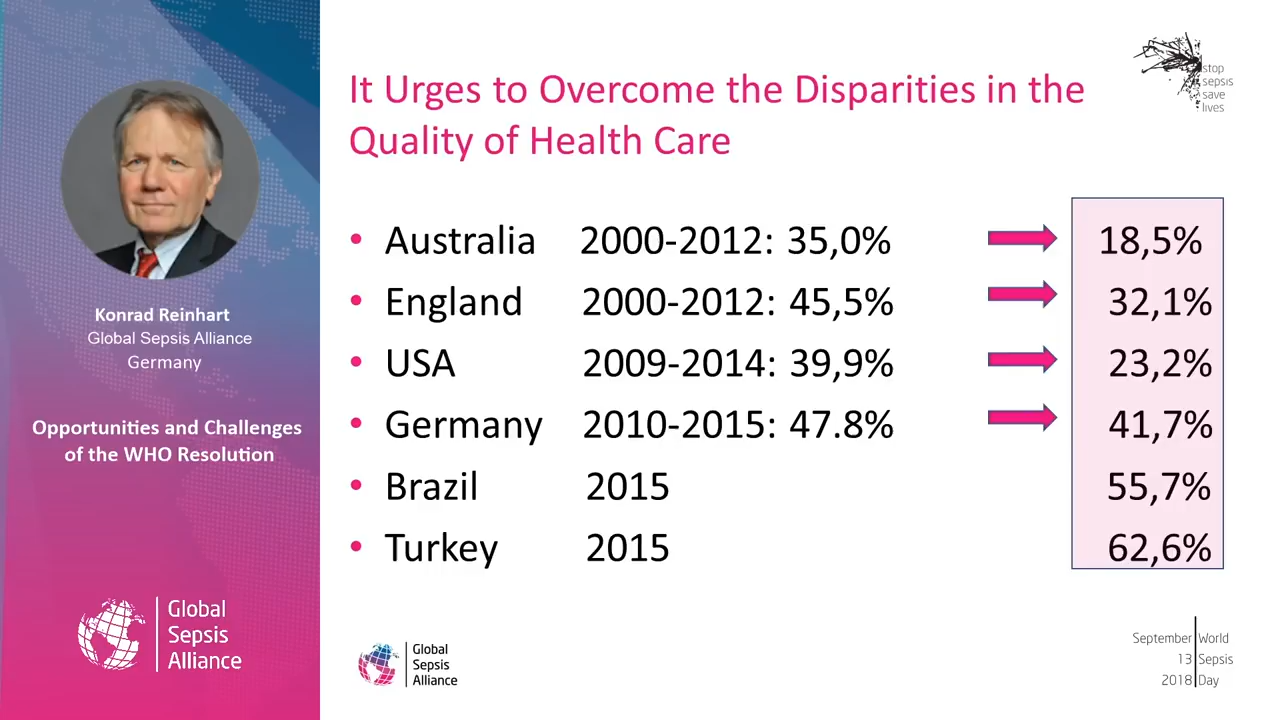 It Urges to Overcome the Disparities in the
Quality of Health Care
stop
sepsis
save
lives
• Australia 2000-2012: 35,0% 18,5%
• England 2000-2012: 45,5% 32,1%
• USA 2009-2014: 39,9% 23,2%
• Germany 2010-2015: 47.8% 41,7%
• Brazil 2015 55,7%
• Turkey 2015 62,6%
Konrad Reinhart
Global Sepsis Alliance
Germany
Opportunities and Challenges
of the WHO Resolution
Global
Sepsis
Alliance
Global
Sepsis
Alliance
September World
13 Sepsis
2018 Day